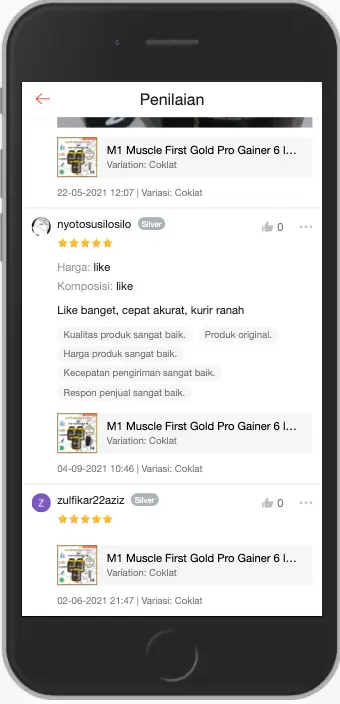 Penilaian
M1 Muscle First Gold Pro Gainer 6 l...
Variation: Coklat
22-05-2021 12:07 | Variasi: Coklat
nyotosusilosilo Silver 0
Harga: like
Komposisi: like
Like banget, cepat akurat, kurir ranah
Kualitas produk sangat baik. Produk original.
Harga produk sangat baik.
Kecepatan pengiriman sangat baik.
Respon penjual sangat baik.
M1 Muscle First Gold Pro Gainer 6 l...
Variation: Coklat
04-09-2021 10:46 | Variasi: Coklat
Z zulfikar22aziz Silver 0
M1 Muscle First Gold Pro Gainer 6 l...
Variation: Coklat
02-06-2021 21:47 | Variasi: Coklat